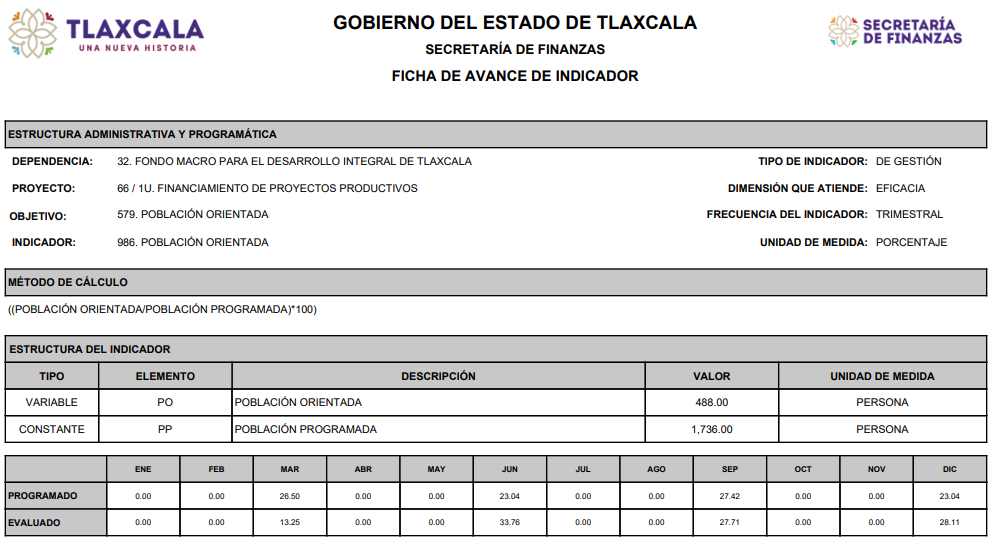 TLAXCALA
UNA NUEVA HISTORIA
GOBIERNO DEL ESTADO DE TLAXCALA
SECRETARÍA DE FINANZAS
FICHA DE AVANCE DE INDICADOR
SECRETARÍA
DE FINANZAS
ESTRUCTURA ADMINISTRATIVA Y PROGRAMÁTICA
DEPENDENCIA: 32. FONDO MACRO PARA EL DESARROLLO INTEGRAL DE TLAXCALA TIPO DE INDICADOR: DE GESTIÓN
PROYECTO: 66 / 1U. FINANCIAMIENTO DE PROYECTOS PRODUCTIVOS DIMENSIÓN QUE ATIENDE: EFICACIA
OBJETIVO: 579. POBLACIÓN ORIENTADA FRECUENCIA DEL INDICADOR: TRIMESTRAL
INDICADOR: 986. POBLACIÓN ORIENTADA UNIDAD DE MEDIDA: PORCENTAJE
MÉTODO DE CÁLCULO
((POBLACIÓN ORIENTADA/POBLACIÓN PROGRAMADA)*100)
ESTRUCTURA DEL INDICADOR
TIPO ELEMENTO DESCRIPCIÓN VALOR UNIDAD DE MEDIDA
VARIABLE PO POBLACIÓN ORIENTADA 488.00 PERSONA
CONSTANTE PP POBLACIÓN PROGRAMADA 1,736.00 PERSONA
ENE FEB MAR ABR MAY JUN JUL AGO SEP OCT NOV DIC
PROGRAMADO 0.00 0.00 26.50 0.00 0.00 23.04 0.00 0.00 27.42 0.00 0.00 23.04
EVALUADO 0.00 0.00 13.25 0.00 0.00 33.76 0.00 0.00 27.71 0.00 0.00 28.11